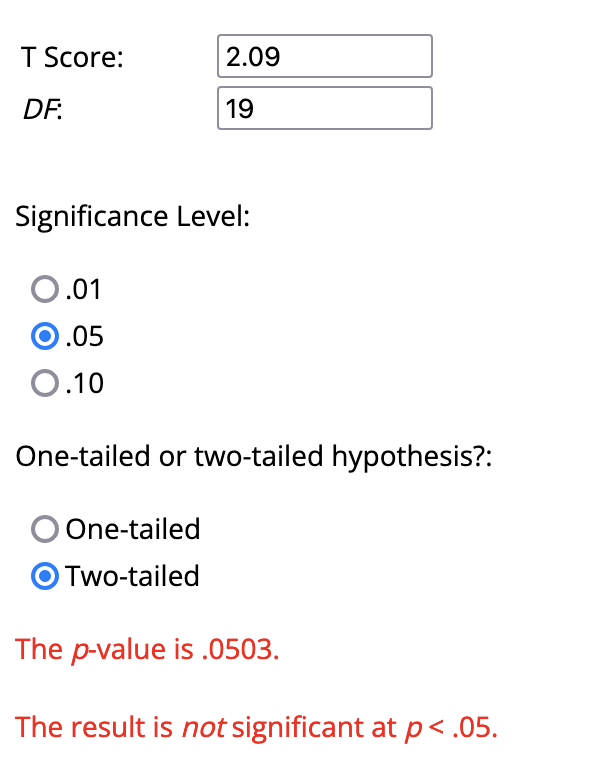 T Score: 2.09
DF: 19
Significance Level:
.01
.05
.10
One-tailed or two-tailed hypothesis?:
One-tailed
Two-tailed
The p-value is .0503.
The result is not significant at p < .05.